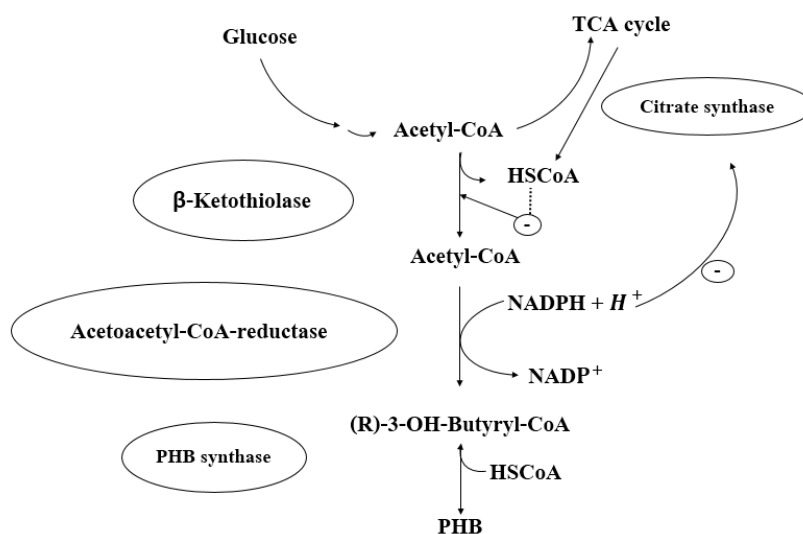 Glucose
TCA cycle
Citrate synthase
Acetyl-CoA
HSCoA
β-Ketothiolase
-
Acetyl-CoA
-
NADPH + H⁺
Acetoacetyl-CoA-reductase
NADP⁺
(R)-3-OH-Butyryl-CoA
PHB synthase
HSCoA
PHB